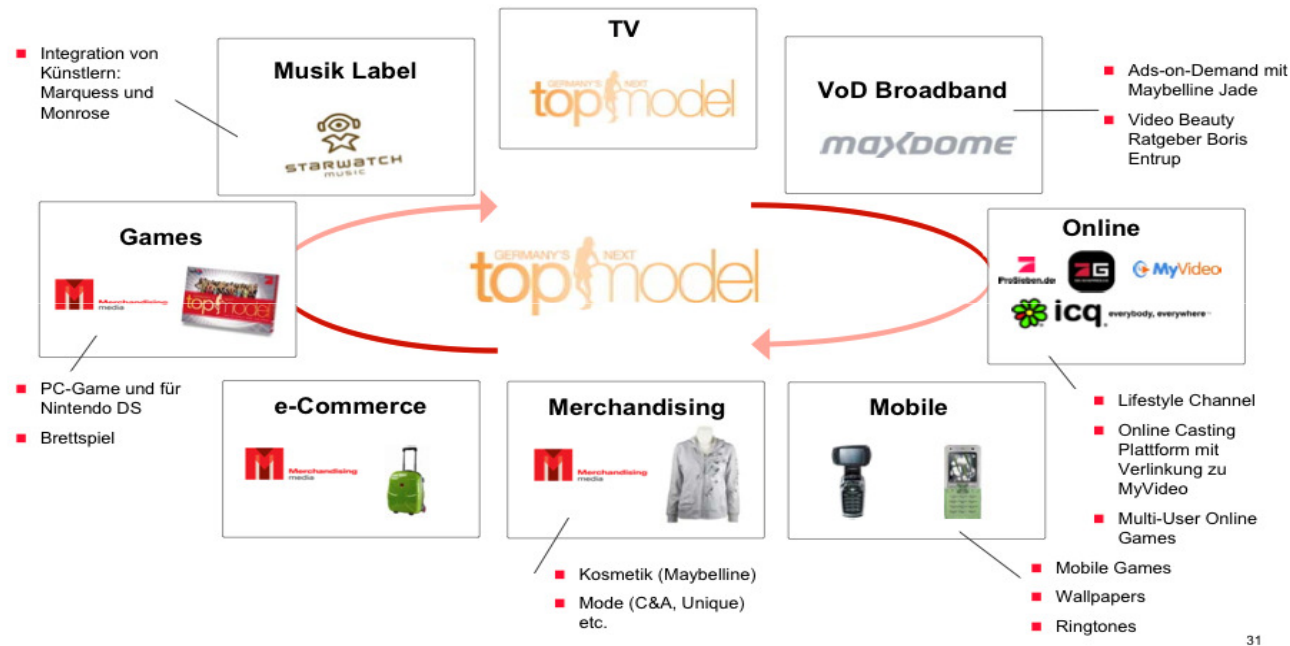 TV
GERMANY'S NEXT
topmodel
Musik Label
STARWATCH
MUSIC
Integration von
Künstlern:
Marquess und
Monrose
VoD Broadband
maxdome
Ads-on-Demand mit
Maybelline Jade
Video Beauty
Ratgeber Boris
Entrup
Games
Merchandising
media
topmodel
PC-Game und für
Nintendo DS
Brettspiel
GERMANY'S NEXT
topmodel
Online
ProSieben.de
MyVideo
icq
everybody, everywhere
Lifestyle Channel
Online Casting
Plattform mit
Verlinkung zu
MyVideo
Multi-User Online
Games
e-Commerce
Merchandising
media
Merchandising
Merchandising
media
Kosmetik (Maybelline)
Mode (C&A, Unique)
etc.
Mobile
Mobile Games
Wallpapers
Ringtones
31